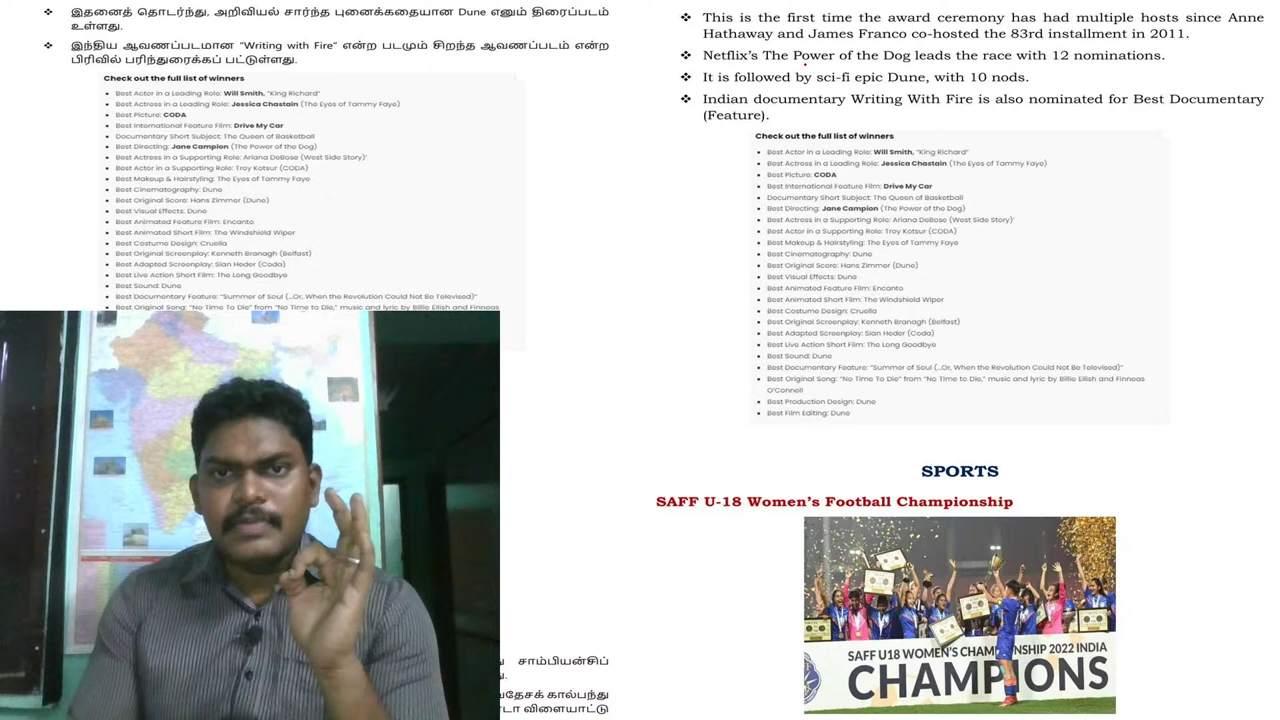 இதனைத் தொடர்ந்து, அறிவியல் சார்ந்த புனைக்கதையான Dune எனும் திரைப்படம்
உள்ளது.
இந்திய ஆவணப்படமான “Writing with Fire” என்ற படமும் சிறந்த ஆவணப்படம் என்ற
பிரிவில் பரிந்துரைக்கப் பட்டுள்ளது.
Check out the full list of winners
Best Actor in a Leading Role: Will Smith, "King Richard"
Best Actress in a Leading Role: Jessica Chastain (The Eyes of Tammy Faye)
Best Picture: CODA
Best International Feature Film: Drive My Car
Documentary Short Subject: The Queen of Basketball
Best Directing: Jane Campion (The Power of the Dog)
Best Actress in a Supporting Role: Ariana DeBose (West Side Story)'
Best Actor in a Supporting Role: Troy Kotsur (CODA)
Best Makeup & Hairstyling: The Eyes of Tammy Faye
Best Cinematography: Dune
Best Original Score: Hans Zimmer (Dune)
Best Visual Effects: Dune
Best Animated Feature Film: Encanto
Best Animated Short Film: The Windshield Wiper
Best Costume Design: Cruella
Best Original Screenplay: Kenneth Branagh (Belfast)
Best Adapted Screenplay: Sian Heder (Coda)
Best Live Action Short Film: The Long Goodbye
Best Sound: Dune
Best Documentary Feature: "Summer of Soul (...Or, When the Revolution Could Not Be Televised)"
Best Original Song: "No Time To Die" from "No Time to Die," music and lyric by Billie Eilish and Finneas
சாம்பியன்சிப்
கால்பந்து
விளையாட்டு
This is the first time the award ceremony has had multiple hosts since Anne
Hathaway and James Franco co-hosted the 83rd installment in 2011.
Netflix’s The Power of the Dog leads the race with 12 nominations.
It is followed by sci-fi epic Dune, with 10 nods.
Indian documentary Writing With Fire is also nominated for Best Documentary
(Feature).
Check out the full list of winners
Best Actor in a Leading Role: Will Smith, "King Richard"
Best Actress in a Leading Role: Jessica Chastain (The Eyes of Tammy Faye)
Best Picture: CODA
Best International Feature Film: Drive My Car
Documentary Short Subject: The Queen of Basketball
Best Directing: Jane Campion (The Power of the Dog)
Best Actress in a Supporting Role: Ariana DeBose (West Side Story)'
Best Actor in a Supporting Role: Troy Kotsur (CODA)
Best Makeup & Hairstyling: The Eyes of Tammy Faye
Best Cinematography: Dune
Best Original Score: Hans Zimmer (Dune)
Best Visual Effects: Dune
Best Animated Feature Film: Encanto
Best Animated Short Film: The Windshield Wiper
Best Costume Design: Cruella
Best Original Screenplay: Kenneth Branagh (Belfast)
Best Adapted Screenplay: Sian Heder (Coda)
Best Live Action Short Film: The Long Goodbye
Best Sound: Dune
Best Documentary Feature: "Summer of Soul (...Or, When the Revolution Could Not Be Televised)"
Best Original Song: "No Time To Die" from "No Time to Die," music and lyric by Billie Eilish and Finneas
O'Connell
Best Production Design: Dune
Best Film Editing: Dune
SPORTS
SAFF U-18 Women’s Football Championship
SAFF U18 WOMEN'S CHAMPIONSHIP 2022 INDIA
CHAMPIONS